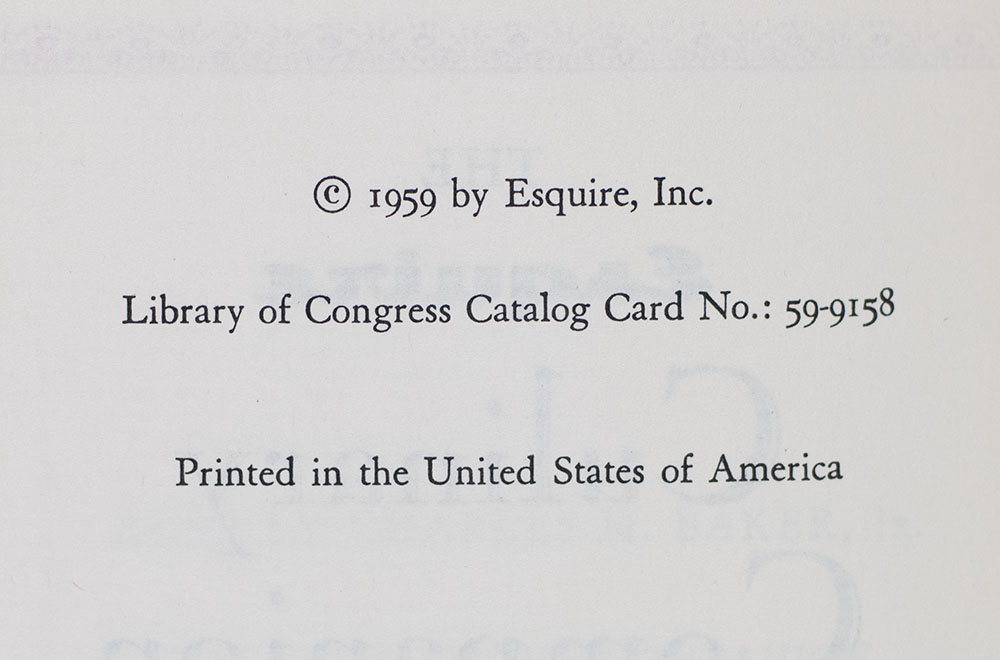 © 1959 by Esquire, Inc.
Library of Congress Catalog Card No.: 59-9158
Printed in the United States of America